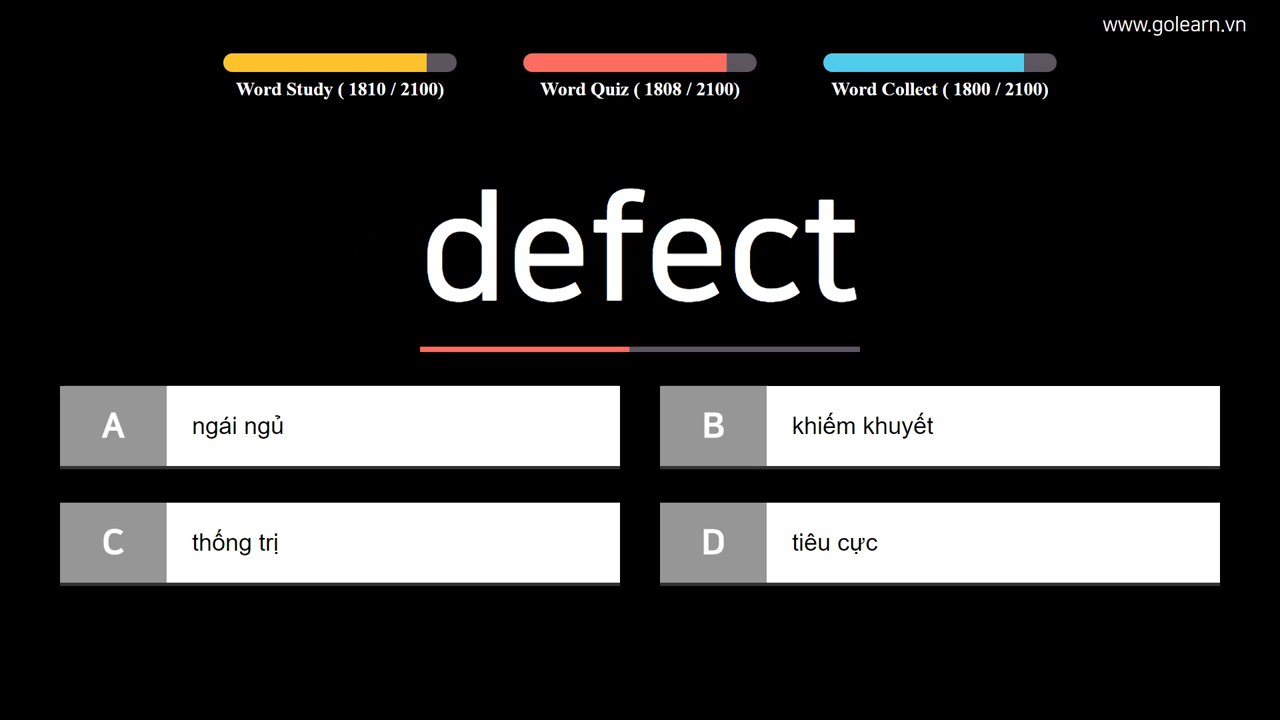 www.golearn.vn
Word Study ( 1810 / 2100)
Word Quiz ( 1808 / 2100)
Word Collect ( 1800 / 2100)
defect
A ngái ngủ
B khiếm khuyết
C thống trị
D tiêu cực